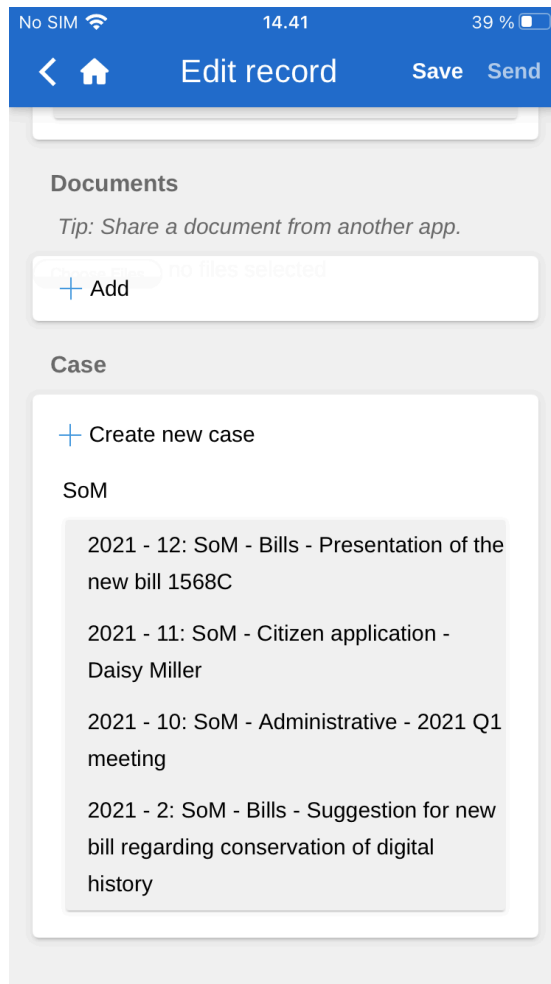 No SIM 14.41 39 %
Edit record Save Send
Documents
Tip: Share a document from another app.
no files selected
Add
Case
Create new case
SoM
2021 - 12: SoM - Bills - Presentation of the
new bill 1568C
2021 - 11: SoM - Citizen application -
Daisy Miller
2021 - 10: SoM - Administrative - 2021 Q1
meeting
2021 - 2: SoM - Bills - Suggestion for new
bill regarding conservation of digital
history